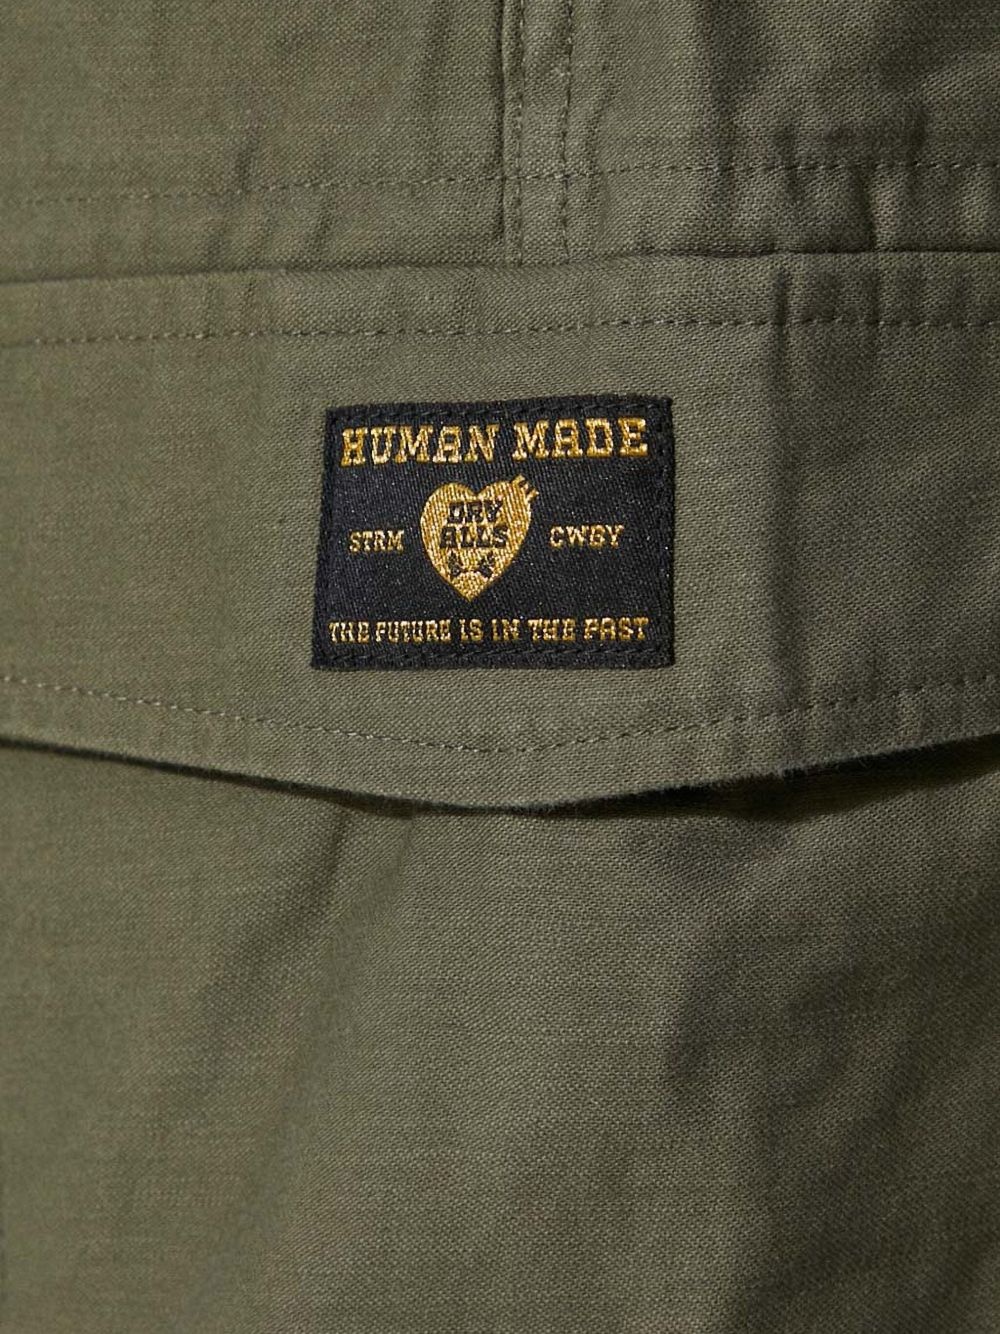 HUMAN MADE
DRY
STRM ALLS CWBY
THE FUTURE IS IN THE PAST